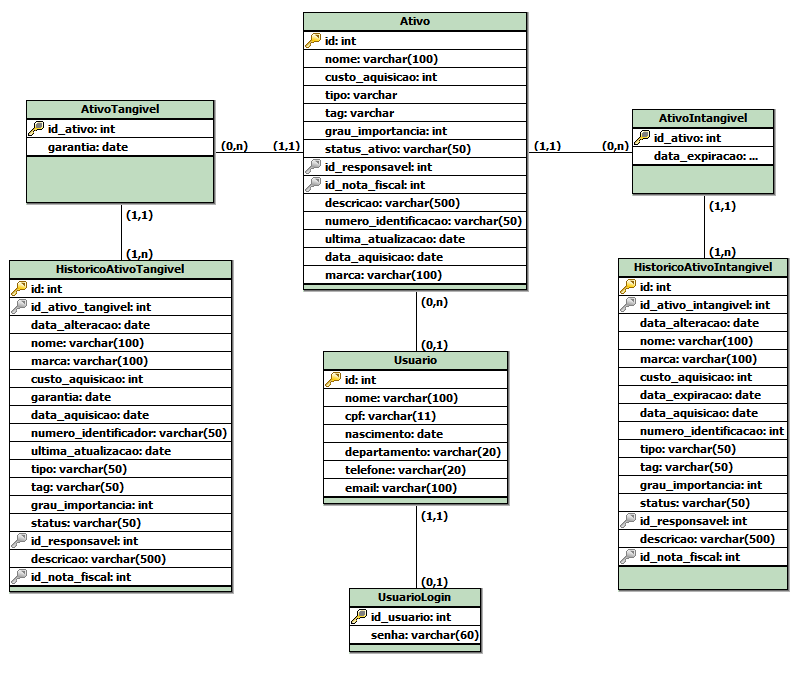 Ativo
id: int
nome: varchar(100)
custo_aquisicao: int
tipo: varchar
tag: varchar
grau_importancia: int
status_ativo: varchar(50)
id_responsavel: int
id_nota_fiscal: int
descricao: varchar(500)
numero_identificacao: varchar(50)
ultima_atualizacao: date
data_aquisicao: date
marca: varchar(100)
AtivoTangivel
id_ativo: int
garantia: date
(0,n)
(1,1)
(1,1)
(0,n)
AtivoIntangivel
id_ativo: int
data_expiracao: ...
(1,1)
(1,n)
(1,1)
(1,n)
HistoricoAtivoTangivel
id: int
id_ativo_tangivel: int
data_alteracao: date
nome: varchar(100)
marca: varchar(100)
custo_aquisicao: int
garantia: date
data_aquisicao: date
numero_identificador: varchar(50)
ultima_atualizacao: date
tipo: varchar(50)
tag: varchar(50)
grau_importancia: int
status: varchar(50)
id_responsavel: int
descricao: varchar(500)
id_nota_fiscal: int
(0,n)
(0,1)
Usuario
id: int
nome: varchar(100)
cpf: varchar(11)
nascimento: date
departamento: varchar(20)
telefone: varchar(20)
email: varchar(100)
(1,1)
(0,1)
UsuarioLogin
id_usuario: int
senha: varchar(60)
HistoricoAtivoIntangivel
id: int
id_ativo_intangivel: int
data_alteracao: date
nome: varchar(100)
marca: varchar(100)
custo_aquisicao: int
data_expiracao: date
data_aquisicao: date
numero_identificacao: int
tipo: varchar(50)
tag: varchar(50)
grau_importancia: int
status: varchar(50)
id_responsavel: int
descricao: varchar(500)
id_nota_fiscal: int